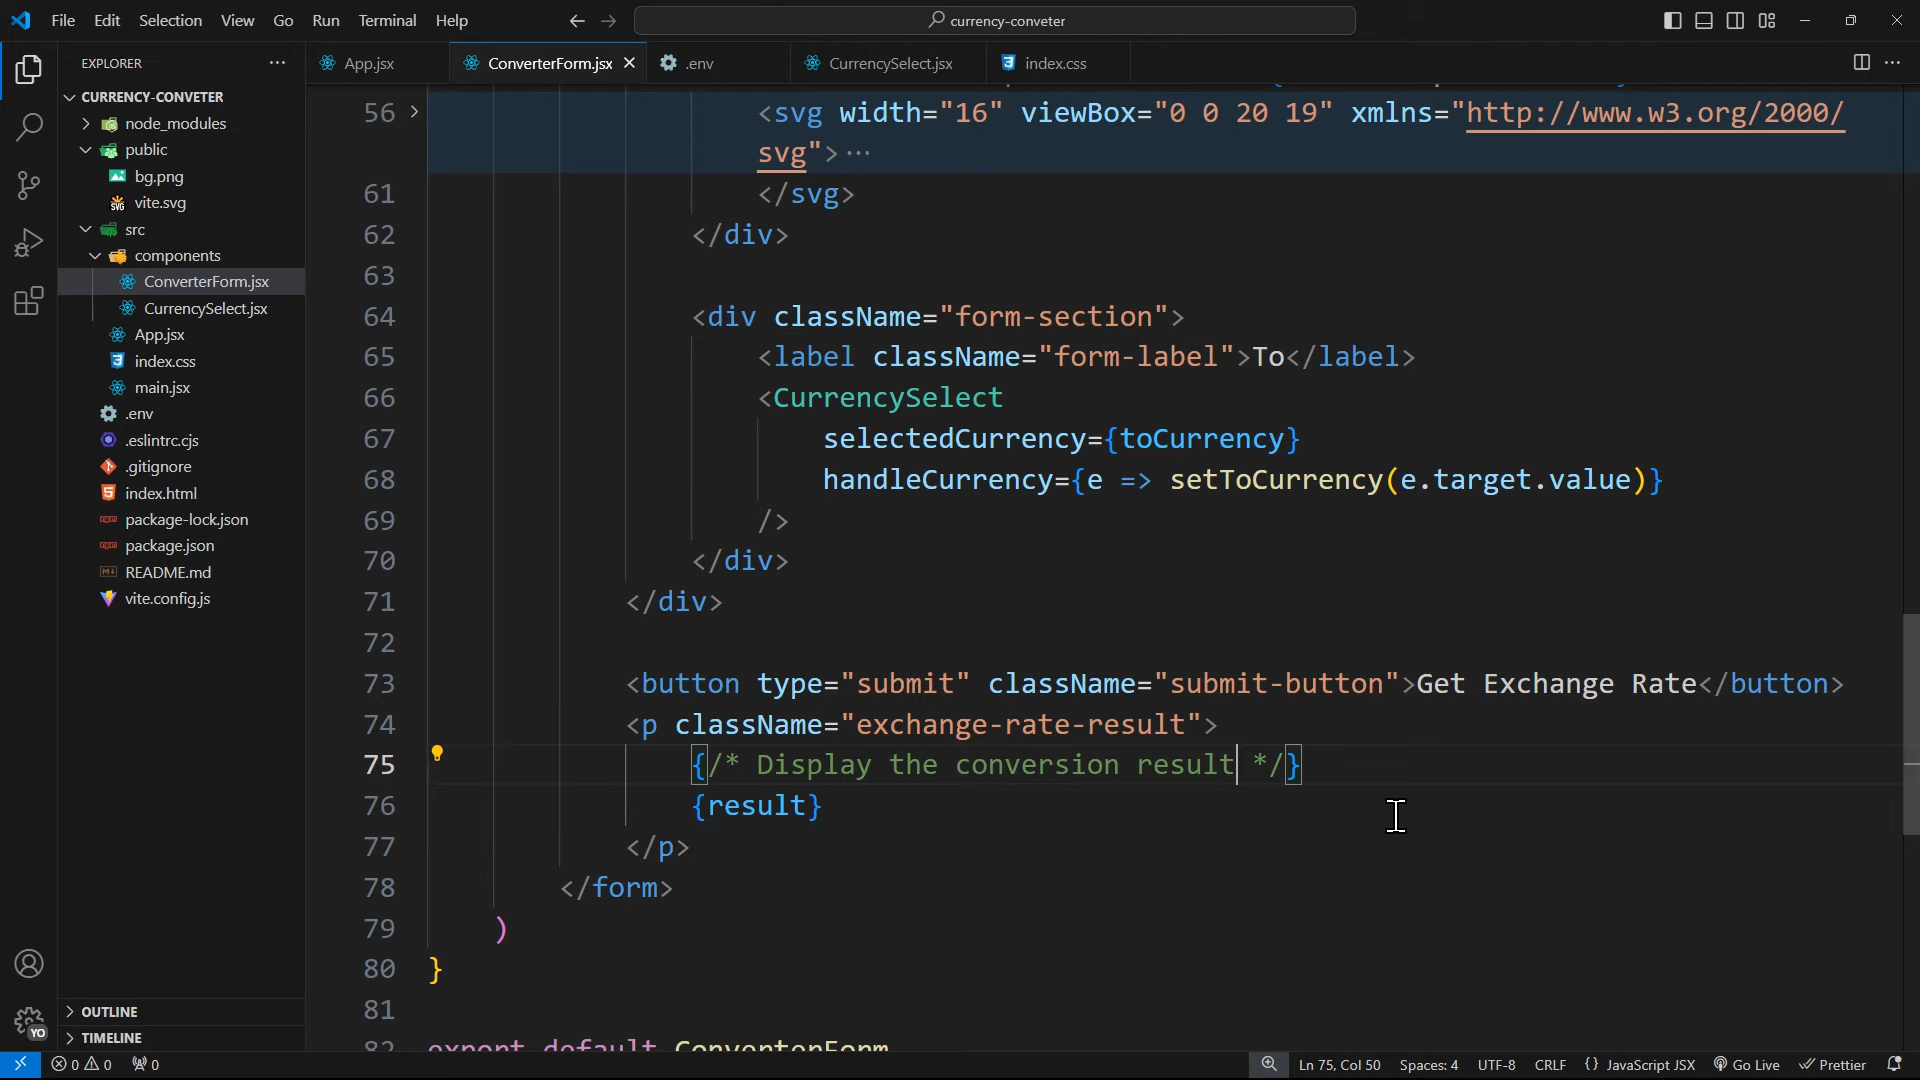 File Edit Selection View Go Run Terminal Help
currency-conveter
EXPLORER
App.jsx
ConverterForm.jsx
.env
CurrencySelect.jsx
index.css
CURRENCY-CONVETER
node_modules
public
bg.png
vite.svg
src
components
ConverterForm.jsx
CurrencySelect.jsx
App.jsx
index.css
main.jsx
.env
.eslintrc.cjs
.gitignore
index.html
package-lock.json
package.json
README.md
vite.config.js
OUTLINE
TIMELINE
56 <svg width="16" viewBox="0 0 20 19" xmlns="http://www.w3.org/2000/
svg">···
61 </svg>
62 </div>
63
64 <div className="form-section">
65 <label className="form-label">To</label>
66 <CurrencySelect
67 selectedCurrency={toCurrency}
68 handleCurrency={e => setToCurrency(e.target.value)}
69 />
70 </div>
71 </div>
72
73 <button type="submit" className="submit-button">Get Exchange Rate</button>
74 <p className="exchange-rate-result">
75 {/* Display the conversion result */}
76 {result}
77 </p>
78 </form>
79 )
80 }
81
82 export default ConverterForm
YO
0 0 0
Ln 75, Col 50 Spaces: 4 UTF-8 CRLF {} JavaScript JSX Go Live Prettier